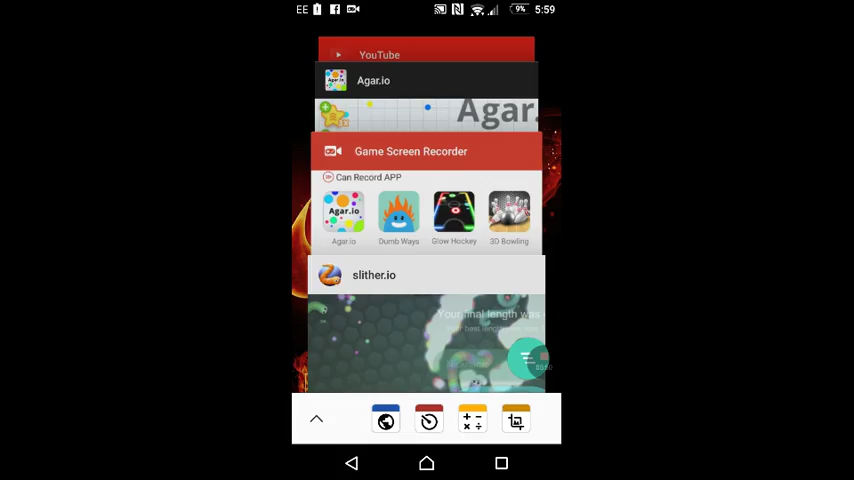 EE 9% 5:59
YouTube
Agar.io
Agar.
Game Screen Recorder
Can Record APP
Agar.io
Agar.io Dumb Ways Glow Hockey 3D Bowling
slither.io
Your final length was